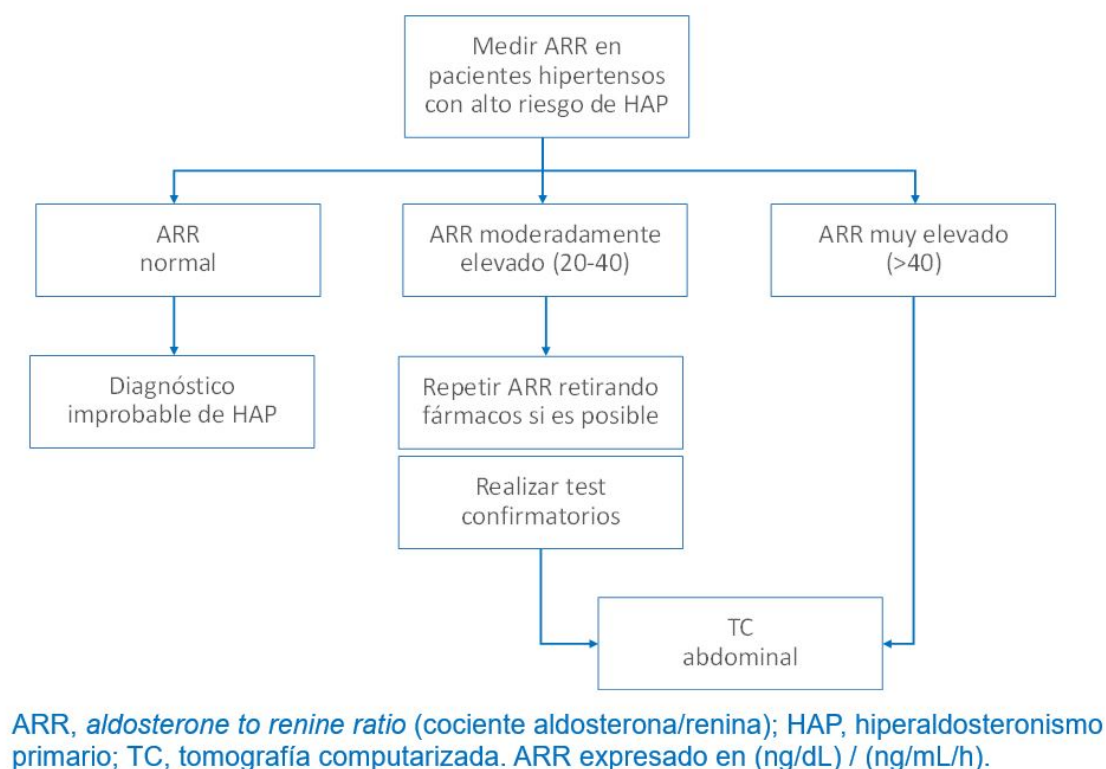 Medir ARR en
pacientes hipertensos
con alto riesgo de HAP
ARR
normal
ARR moderadamente
elevado (20-40)
ARR muy elevado
(>40)
Diagnóstico
improbable de HAP
Repetir ARR retirando
fármacos si es posible
Realizar test
confirmatorios
TC
abdominal
ARR, aldosterone to renine ratio (cociente aldosterona/renina); HAP, hiperaldosteronismo
primario; TC, tomografía computarizada. ARR expresado en (ng/dL) / (ng/mL/h).